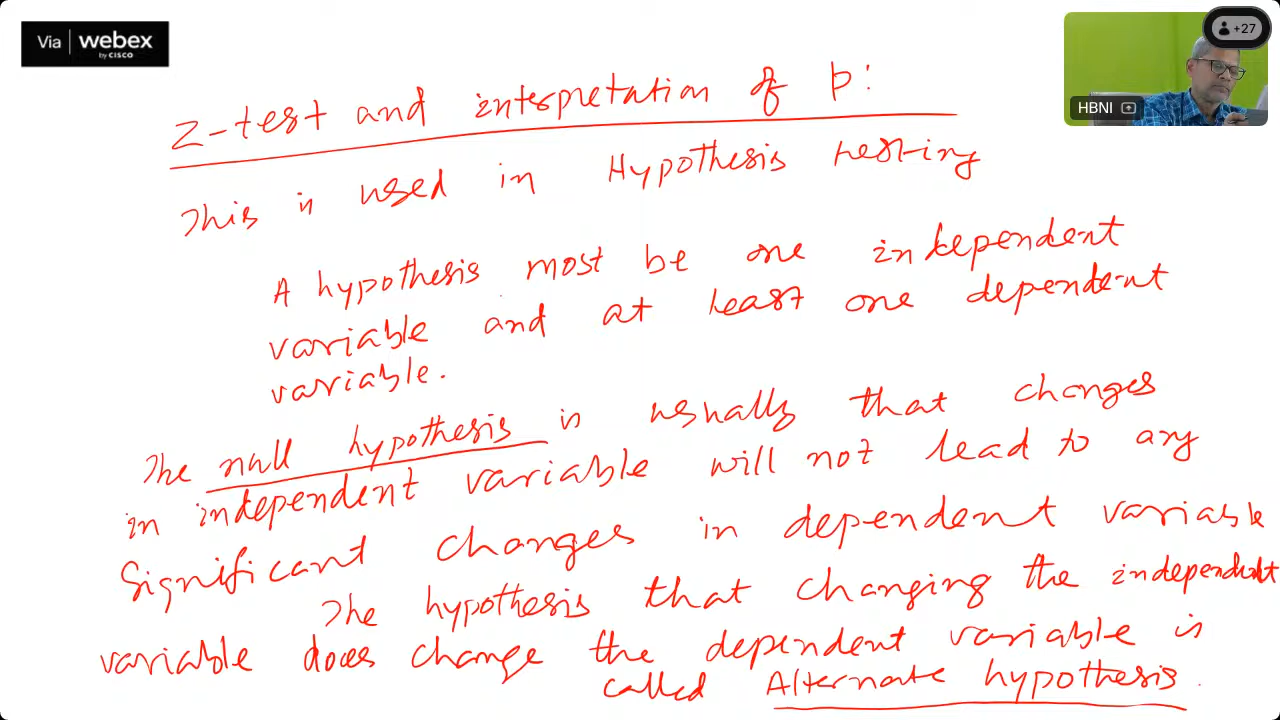 Via webex
by CISCO
+27
HBNI
z-test and interpretation of p:
This is used in Hypothesis testing
A hypothesis most be one independent
variable and at least one dependent
variable.
The null hypothesis is usually that changes
in independent variable will not lead to any
Significant changes in dependent variable
The hypothesis that changing the independent
variable does change the dependent variable is
called Alternate hypothesis.